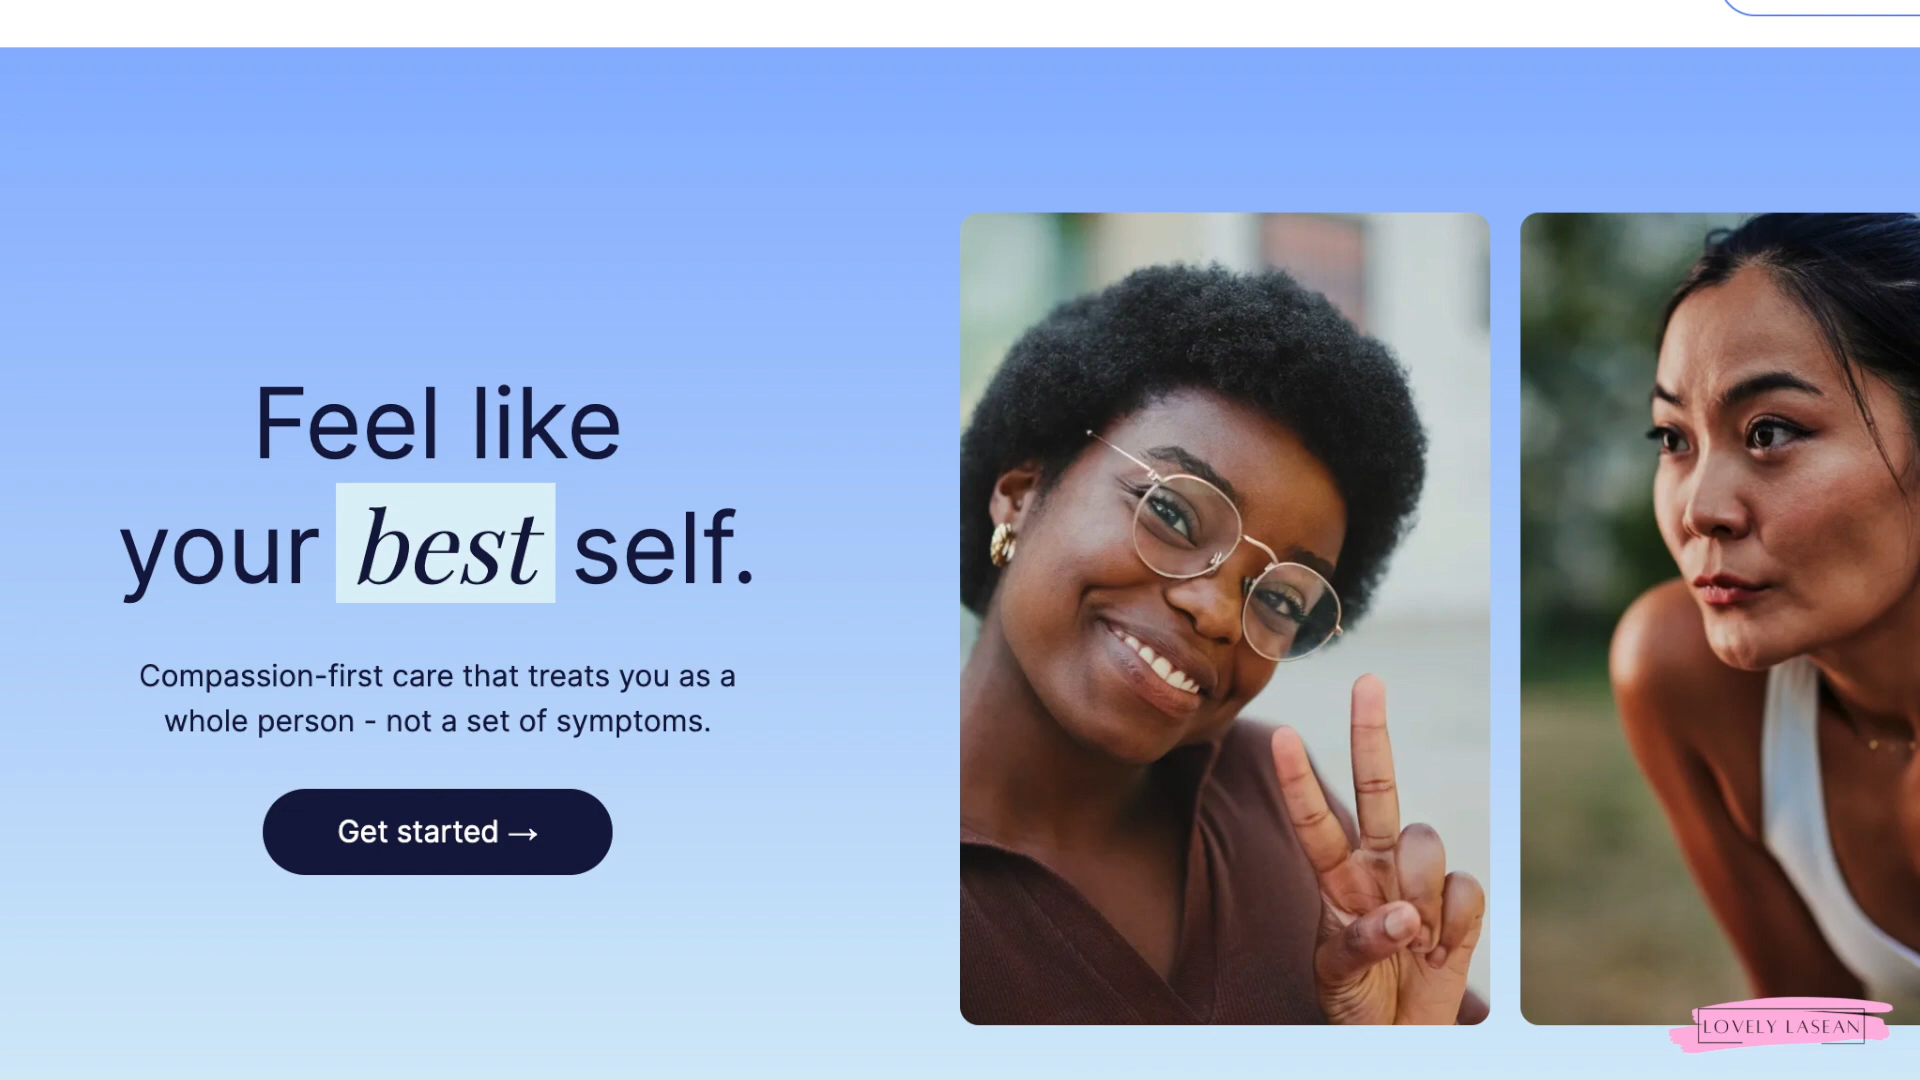 Feel like
your best self.
Compassion-first care that treats you as a
whole person - not a set of symptoms.
Get started →
LOVELY LASEAN